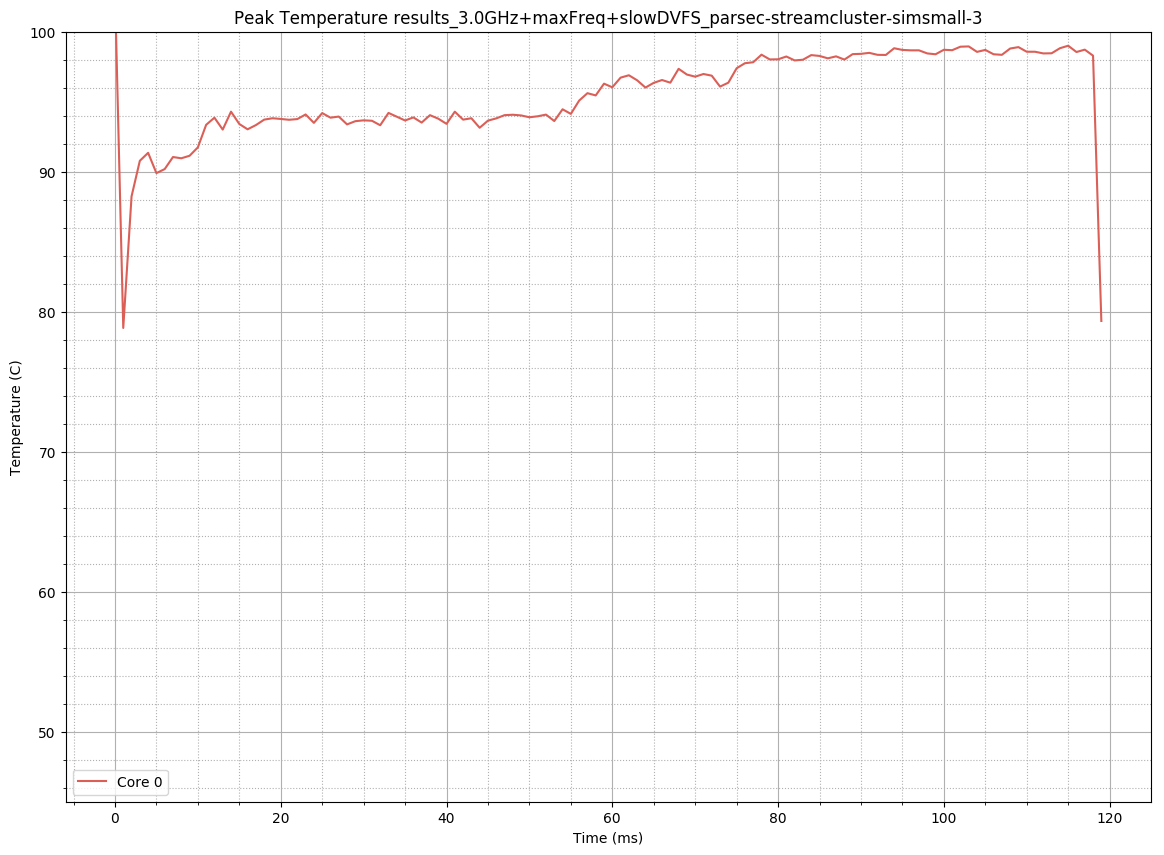 Peak Temperature results_3.0GHz+maxFreq+slowDVFS_parsec-streamcluster-simsmall-3
100
90
80
70
60
50
Temperature (C)
Core 0
0 20 40 60 80 100 120
Time (ms)